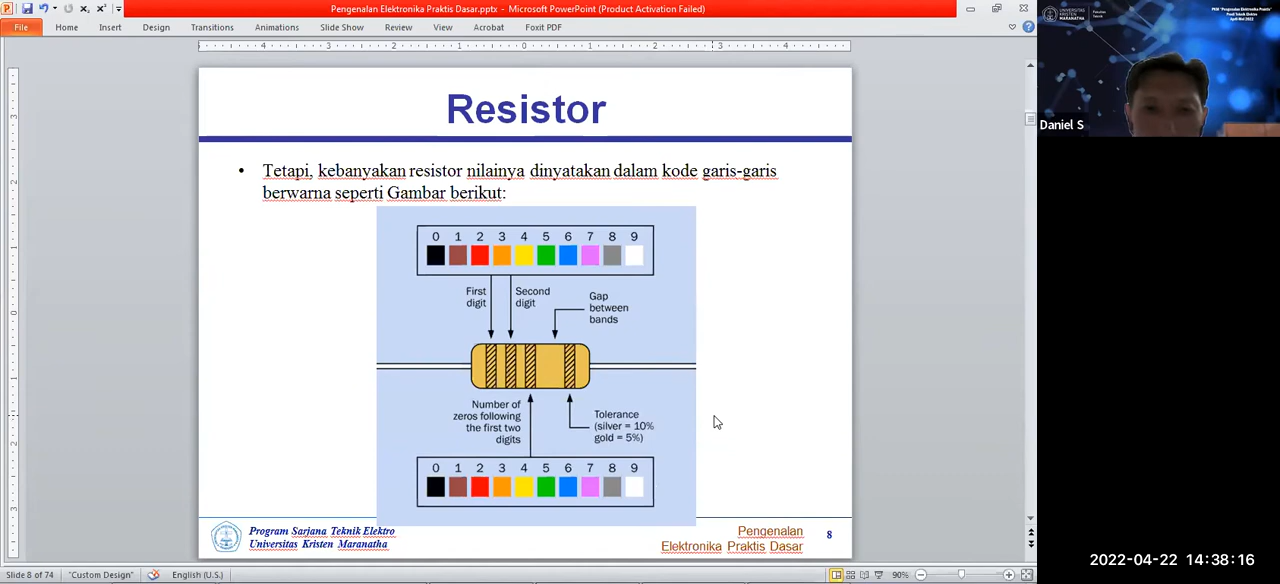 Pengenalan Elektronika Praktis Dasar.pptx - Microsoft PowerPoint (Product Activation Failed)
File Home Insert Design Transitions Animations Slide Show Review View Acrobat Foxit PDF
Resistor
• Tetapi, kebanyakan resistor nilainya dinyatakan dalam kode garis-garis
berwarna seperti Gambar berikut:
0 1 2 3 4 5 6 7 8 9
First
digit
Second
digit
Gap
between
bands
Number of
zeros following
the first two
digits
Tolerance
(silver = 10%
gold = 5%)
0 1 2 3 4 5 6 7 8 9
Program Sarjana Teknik Elektro
Universitas Kristen Maranatha
Pengenalan
Elektronika Praktis Dasar
8
Slide 8 of 74 "Custom Design" English (U.S.) 90%
UNIVERSITAS
KRISTEN
MARANATHA
Daniel S
2022-04-22 14:38:16